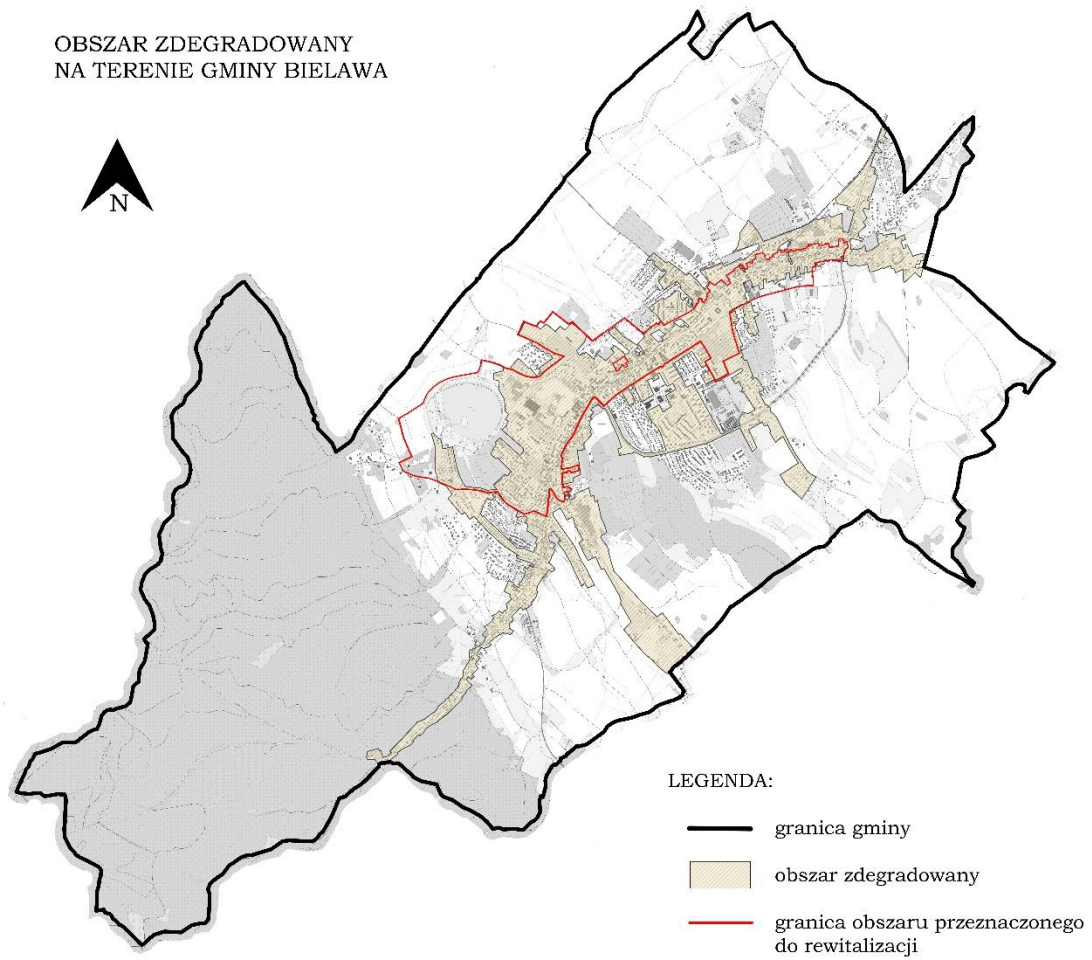 OBSZAR ZDEGRADOWANY
NA TERENIE GMINY BIELAWA
N
LEGENDA:
granica gminy
obszar zdegradowany
granica obszaru przeznaczonego
do rewitalizacji